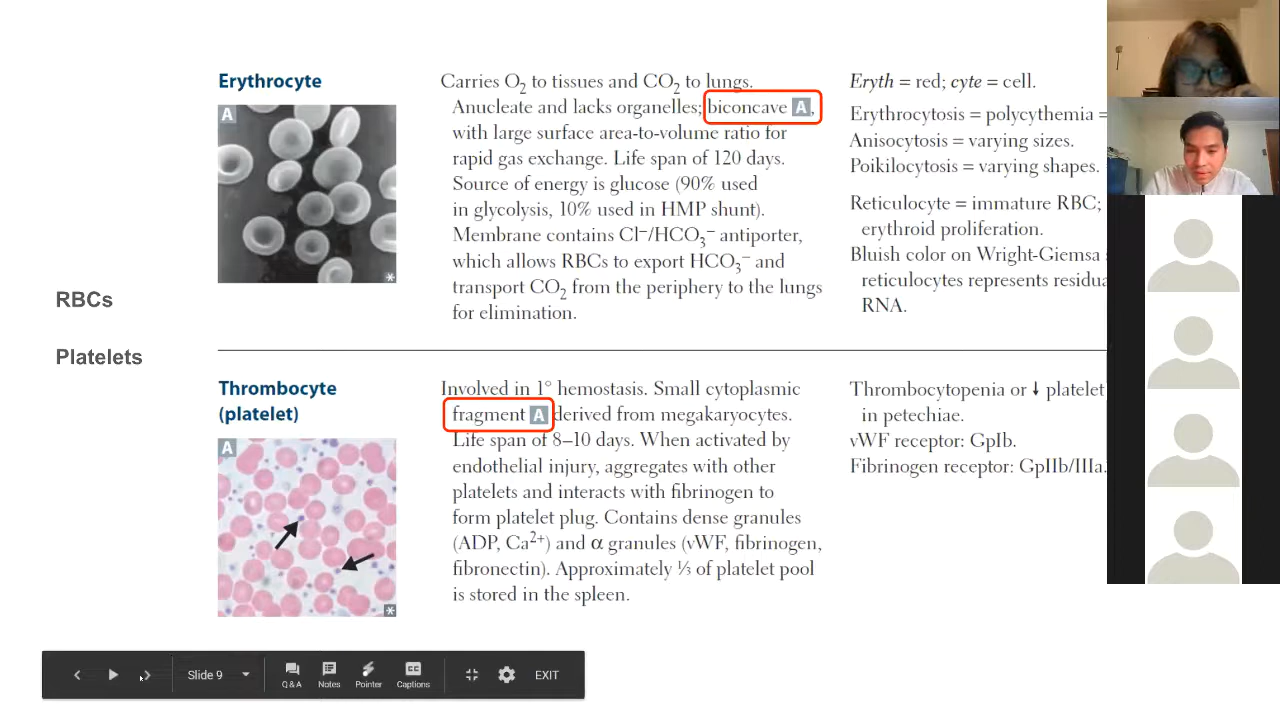 RBCs
Platelets
Erythrocyte
A
*
Carries O₂ to tissues and CO₂ to lungs.
Anucleate and lacks organelles; biconcave A,
with large surface area-to-volume ratio for
rapid gas exchange. Life span of 120 days.
Source of energy is glucose (90% used
in glycolysis, 10% used in HMP shunt).
Membrane contains Cl⁻/HCO₃⁻ antiporter,
which allows RBCs to export HCO₃⁻ and
transport CO₂ from the periphery to the lungs
for elimination.
Eryth = red; cyte = cell.
Erythrocytosis = polycythemia =
Anisocytosis = varying sizes.
Poikilocytosis = varying shapes.
Reticulocyte = immature RBC;
erythroid proliferation.
Bluish color on Wright-Giemsa
reticulocytes represents
RNA.
Thrombocyte
(platelet)
A
*
Involved in 1° hemostasis. Small cytoplasmic
fragment A derived from megakaryocytes.
Life span of 8–10 days. When activated by
endothelial injury, aggregates with other
platelets and interacts with fibrinogen to
form platelet plug. Contains dense granules
(ADP, Ca²⁺) and α granules (vWF, fibrinogen,
fibronectin). Approximately ⅓ of platelet pool
is stored in the spleen.
Thrombocytopenia or ↓ platelet
in petechiae.
vWF receptor: GpIb.
Fibrinogen receptor: GpIIb/IIIa.
Slide 9
Q & A
Notes
Pointer
CC
Captions
EXIT